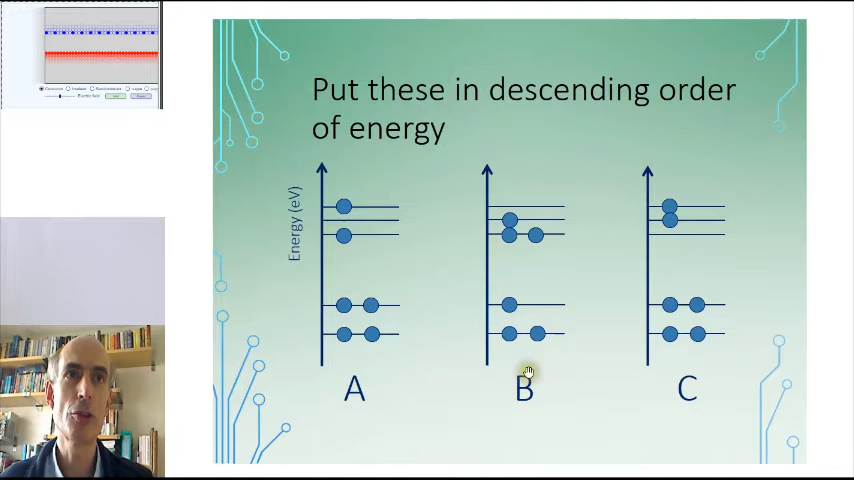 Put these in descending order
of energy
Energy (eV)
A
B
C